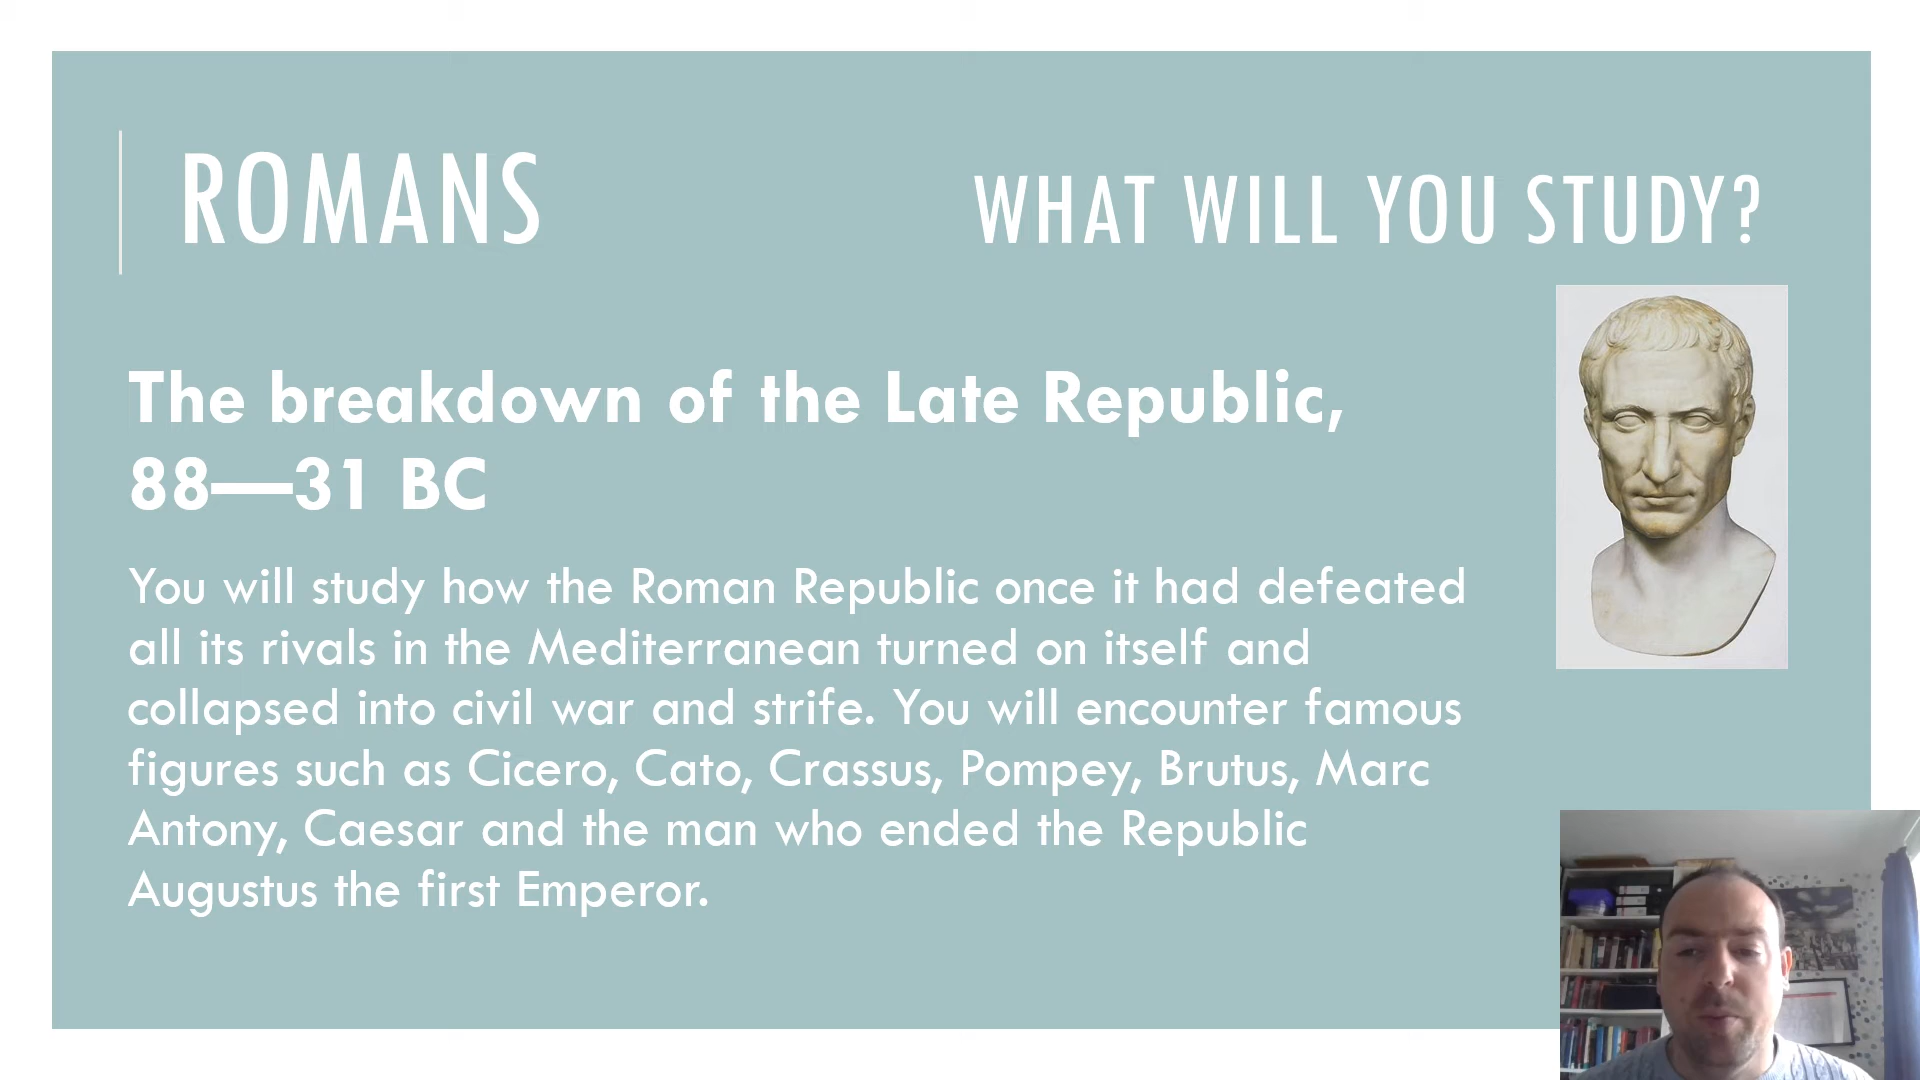 ROMANS
WHAT WILL YOU STUDY?
The breakdown of the Late Republic,
88—31 BC
You will study how the Roman Republic once it had defeated
all its rivals in the Mediterranean turned on itself and
collapsed into civil war and strife. You will encounter famous
figures such as Cicero, Cato, Crassus, Pompey, Brutus, Marc
Antony, Caesar and the man who ended the Republic
Augustus the first Emperor.